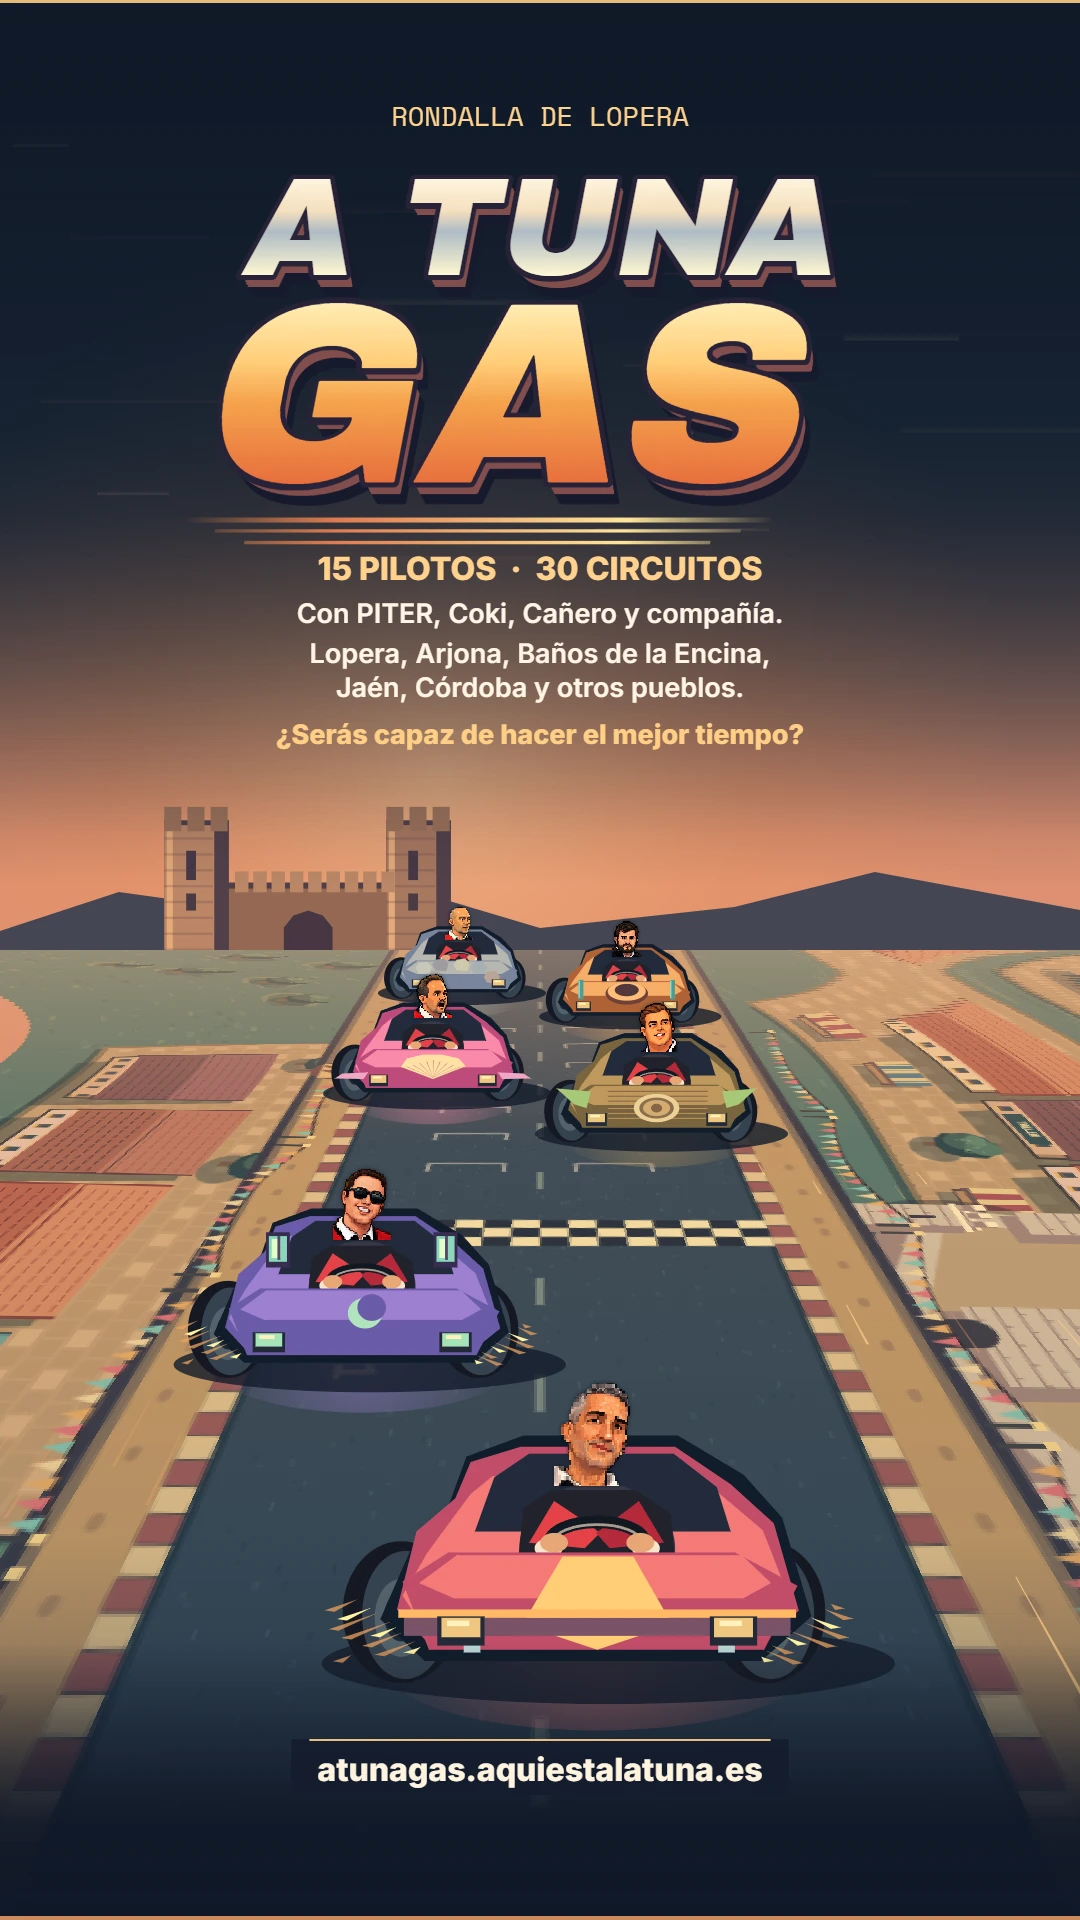 RONDALLA DE LOPERA
A TUNA
GAS
15 PILOTOS · 30 CIRCUITOS
Con PITER, Coki, Cañero y compañía.
Lopera, Arjona, Baños de la Encina,
Jaén, Córdoba y otros pueblos.
¿Serás capaz de hacer el mejor tiempo?
atunagas.aquiestalatuna.es